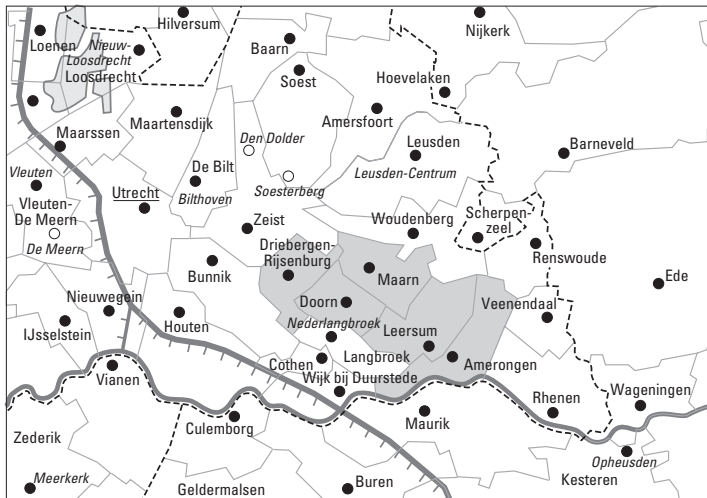 Hilversum
Nijkerk
Loenen
Nieuw-
Loosdrecht
Loosdrecht
Baarn
Soest
Hoevelaken
Maartensdijk
Amersfoort
Maarssen
Den Dolder
Leusden
Barneveld
Vleuten
De Bilt
Leusden-Centrum
Utrecht
Bilthoven
Soesterberg
Vleuten-
De Meern
De Meern
Zeist
Woudenberg
Scherpen-
zeel
Driebergen-
Rijsenburg
Renswoude
Bunnik
Maarn
Ede
Nieuwegein
Doorn
Veenendaal
IJsselstein
Houten
Nederlangbroek
Leersum
Cothen
Langbroek
Amerongen
Vianen
Wijk bij Duurstede
Rhenen
Wageningen
Culemborg
Maurik
Zederik
Opheusden
Meerkerk
Geldermalsen
Buren
Kesteren